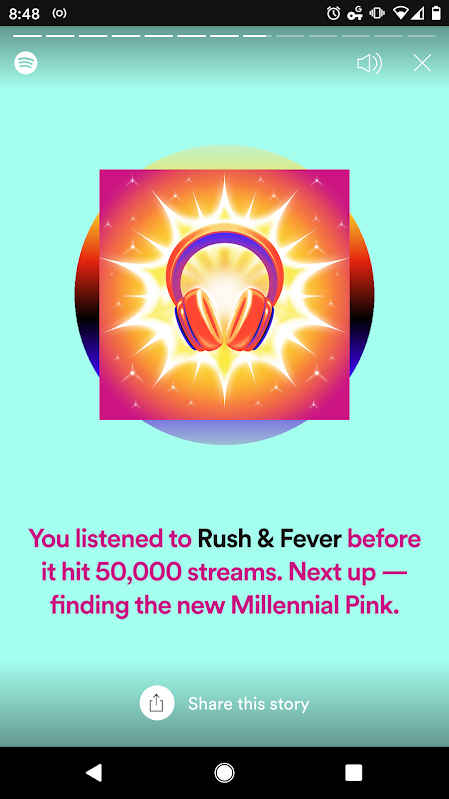 8:48
You listened to Rush & Fever before
it hit 50,000 streams. Next up —
finding the new Millennial Pink.
Share this story